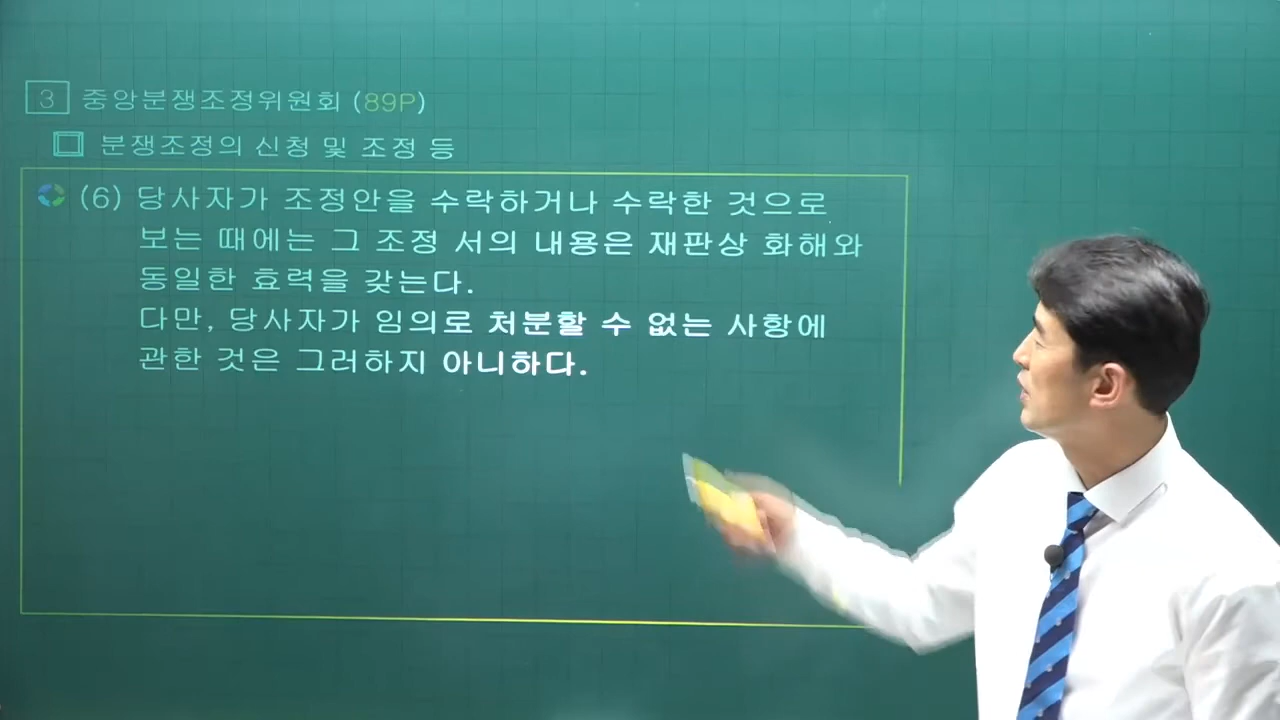 3 중앙분쟁조정위원회 (89P)
분쟁조정의 신청 및 조정 등
(6) 당사자가 조정안을 수락하거나 수락한 것으로
보는 때에는 그 조정 서의 내용은 재판상 화해와
동일한 효력을 갖는다.
다만, 당사자가 임의로 처분할 수 없는 사항에
관한 것은 그러하지 아니하다.